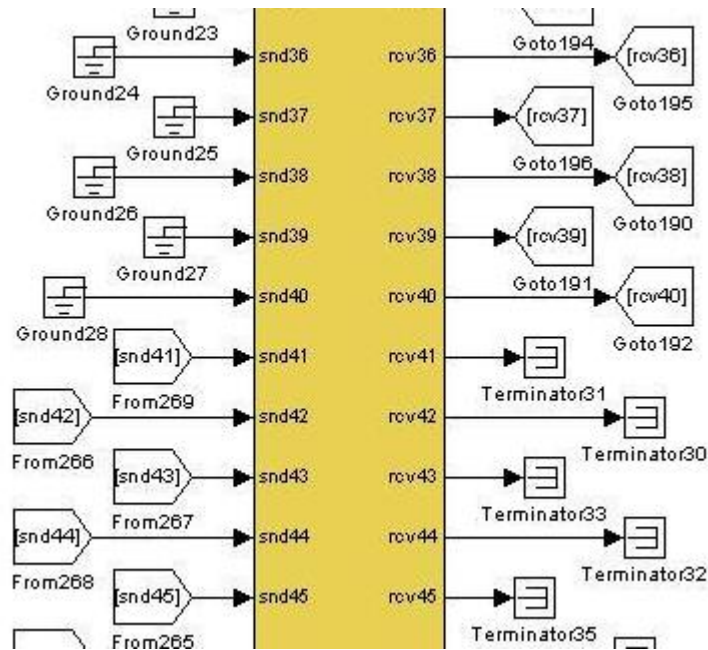 Ground23
Goto194
snd36
rcv36
[rcv36]
Ground24
Goto195
snd37
rcv37
[rcv37]
Ground25
Goto196
snd38
rcv38
[rcv38]
Ground26
Goto190
snd39
rcv39
[rcv39]
Ground27
Goto191
snd40
rcv40
[rcv40]
Ground28
Goto192
[snd41]
snd41
rcv41
From269
Terminator31
[snd42]
snd42
rcv42
From266
Terminator30
[snd43]
snd43
rcv43
From267
Terminator33
[snd44]
snd44
rcv44
From268
Terminator32
[snd45]
snd45
rcv45
From265
Terminator35